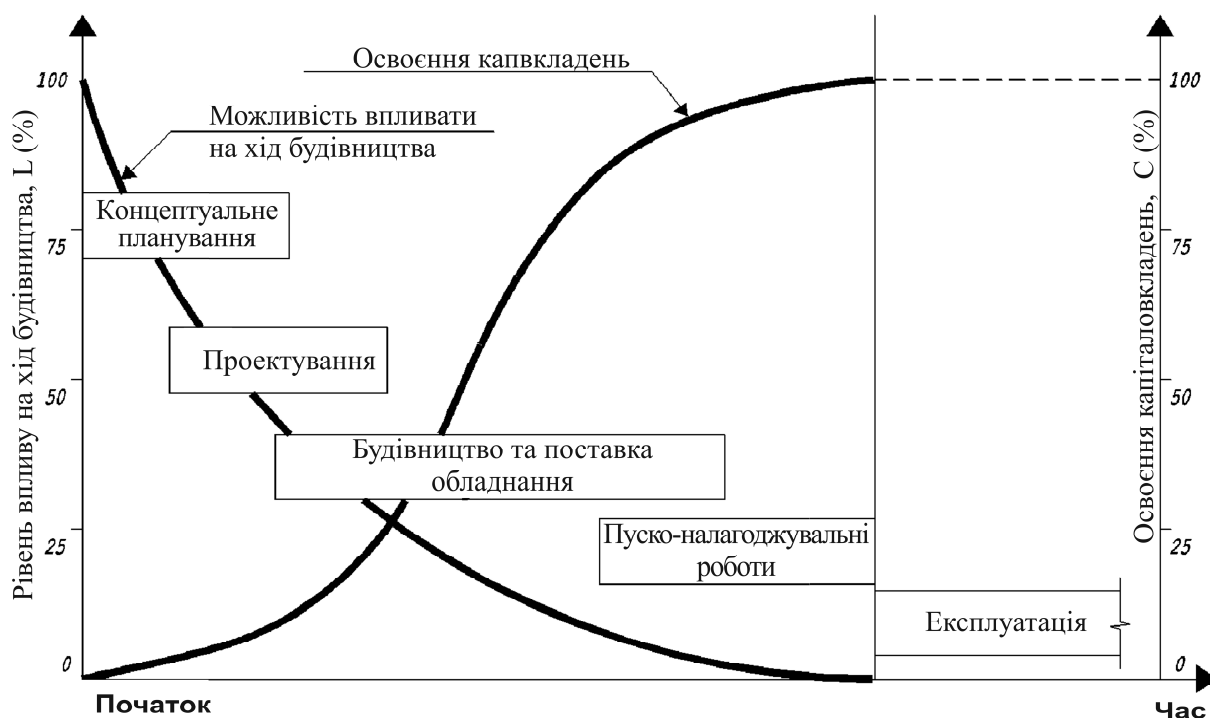 Освоєння капвкладень
100
100
Можливість впливати
на хід будівництва
Рівень впливу на хід будівництва, L (%)
Освоєння капіталовкладень, C (%)
Концептуальне
планування
75
75
Проектування
50
50
Будівництво та поставка
обладнання
25
25
Пуско-налагоджувальні
роботи
Експлуатація
0
0
Початок
Час